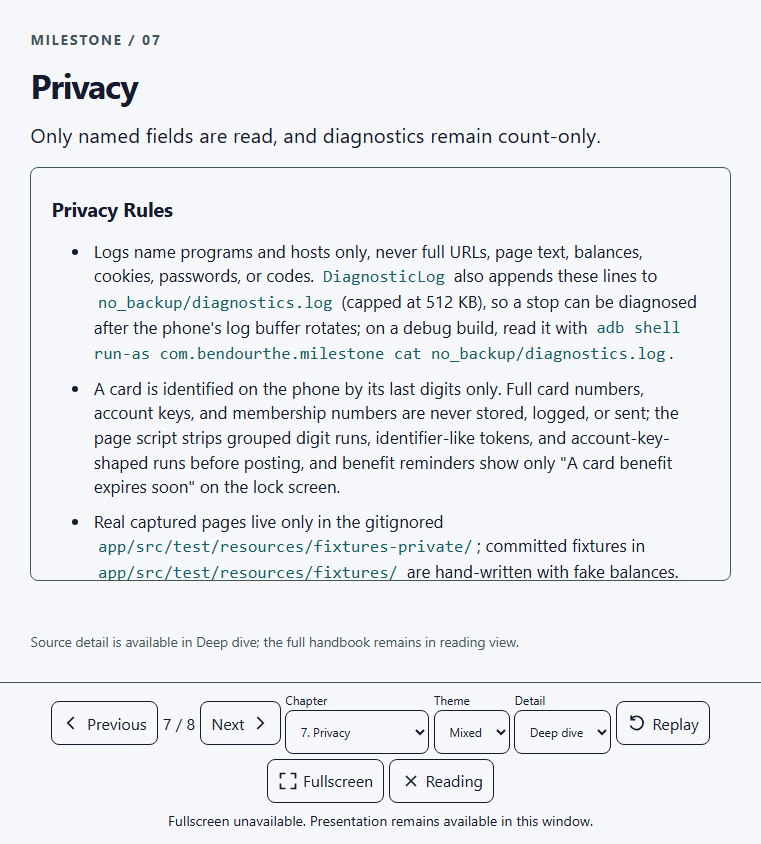 MILESTONE / 07
Privacy
Only named fields are read, and diagnostics remain count-only.
Privacy Rules
• Logs name programs and hosts only, never full URLs, page text, balances,
cookies, passwords, or codes. DiagnosticLog also appends these lines to
no_backup/diagnostics.log (capped at 512 KB), so a stop can be diagnosed
after the phone's log buffer rotates; on a debug build, read it with adb shell
run-as com.bendourthe.milestone cat no_backup/diagnostics.log.
• A card is identified on the phone by its last digits only. Full card numbers,
account keys, and membership numbers are never stored, logged, or sent; the
page script strips grouped digit runs, identifier-like tokens, and account-key-
shaped runs before posting, and benefit reminders show only "A card benefit
expires soon" on the lock screen.
• Real captured pages live only in the gitignored
app/src/test/resources/fixtures-private/; committed fixtures in
app/src/test/resources/fixtures/ are hand-written with fake balances.
Source detail is available in Deep dive; the full handbook remains in reading view.
Chapter Theme Detail
Previous 7 / 8 Next 7. Privacy Mixed Deep dive Replay
Fullscreen Reading
Fullscreen unavailable. Presentation remains available in this window.